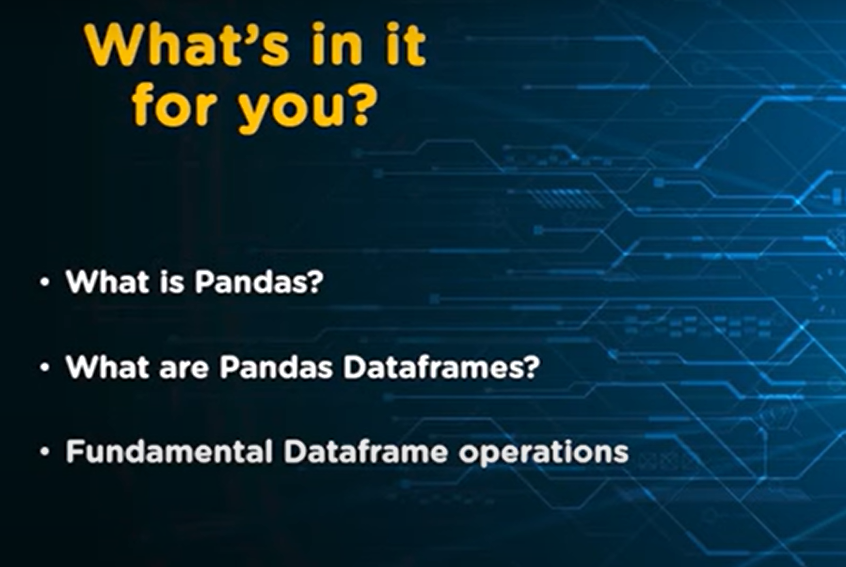 What's in it
for you?
• What is Pandas?
• What are Pandas Dataframes?
• Fundamental Dataframe operations